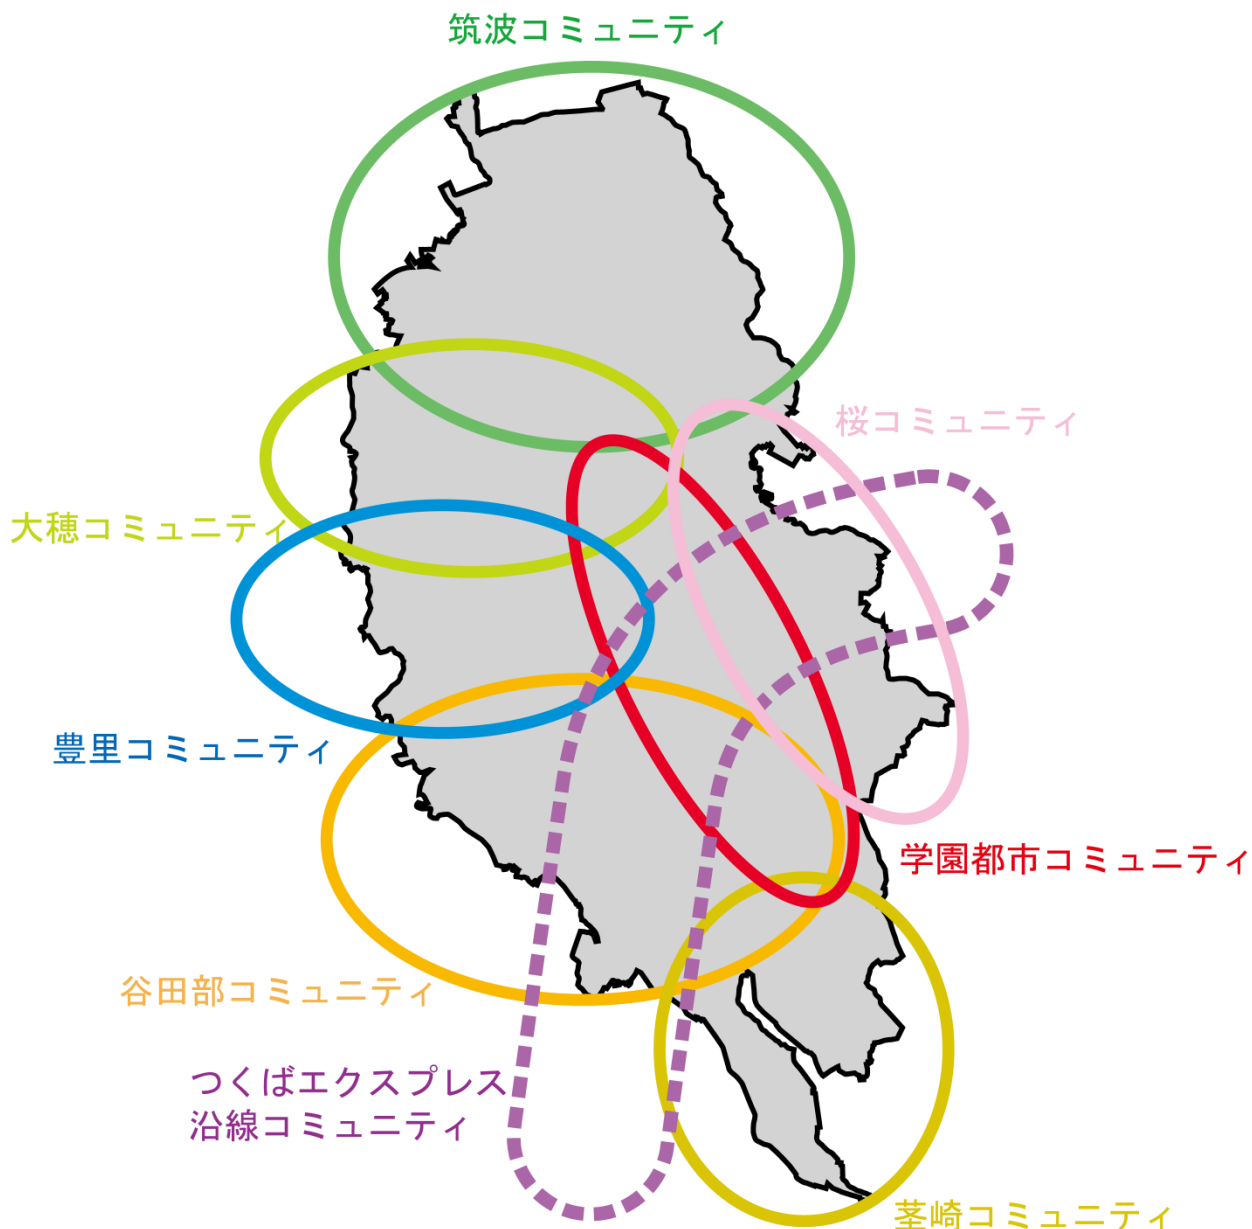 筑波コミュニティ
桜コミュニティ
大穂コミュニティ
豊里コミュニティ
学園都市コミュニティ
谷田部コミュニティ
つくばエクスプレス
沿線コミュニティ
茎崎コミュニティ